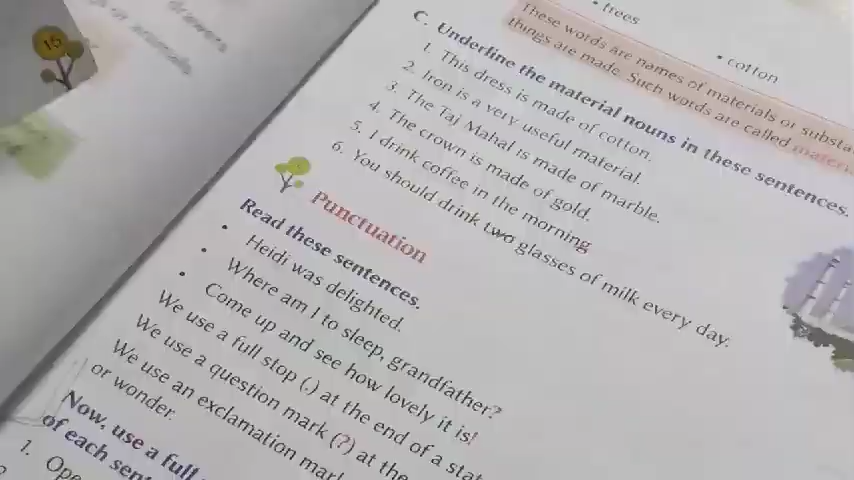 16
drawers
or animals
• trees
• cotton
These words are names of materials or substa
things are made. Such words are called materi
C. Underline the material nouns in these sentences.
1. This dress is made of cotton.
2. Iron is a very useful material.
3. The Taj Mahal is made of marble.
4. The crown is made of gold.
5. I drink coffee in the morning
6. You should drink two glasses of milk every day.
Punctuation
Read these sentences.
• Heidi was delighted.
• Where am I to sleep, grandfather?
• Come up and see how lovely it is!
We use a full stop (.) at the end of a stat
We use a question mark (?) at the
We use an exclamation mar
or wonder.
Now, use a full
of each sent
1. Ope